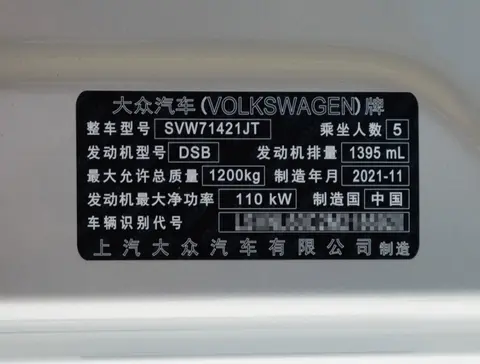 大众汽车(VOLKSWAGEN)牌
整车型号 SVW71421JT 乘坐人数 5
发动机型号 DSB 发动机排量 1395 mL
最大允许总质量 1200kg 制造年月 2021-11
发动机最大净功率 110 kW 制造国 中国
车辆识别代号
上汽大众汽车有限公司 制造